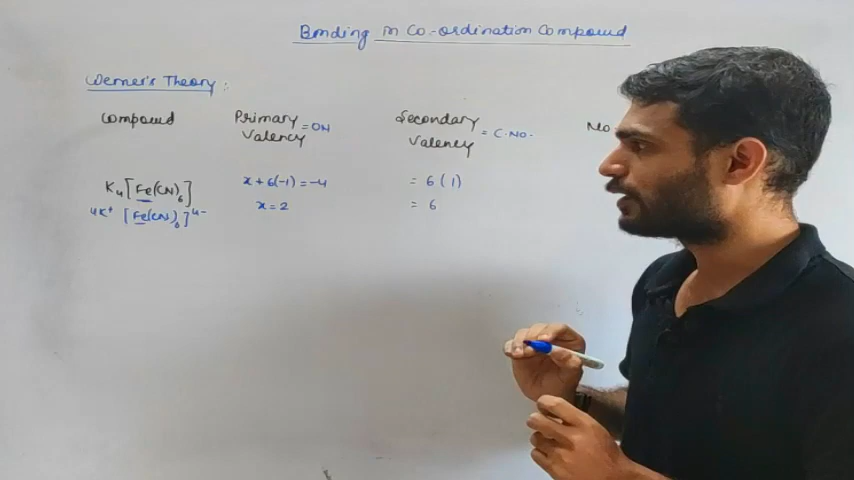 Bonding in Co-ordination Compound
Werner's Theory :
Compound Primary Valency = ON Secondary Valency = C.NO. No.
K₄[Fe(CN)₆] x + 6(-1) = -4 = 6(1)
4K⁺ [Fe(CN)₆]⁴⁻ x = 2 = 6